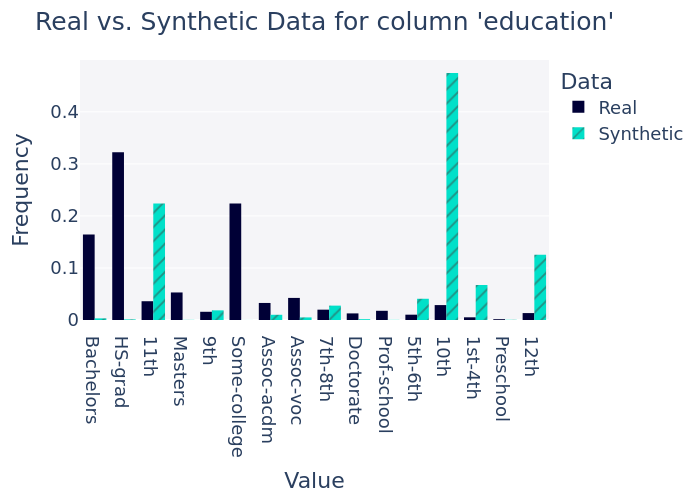 Real vs. Synthetic Data for column 'education'
Data
Real
Synthetic
Frequency
0.4
0.3
0.2
0.1
0
Bachelors
HS-grad
11th
Masters
9th
Some-college
Assoc-acdm
Assoc-voc
7th-8th
Doctorate
Prof-school
5th-6th
10th
1st-4th
Preschool
12th
Value